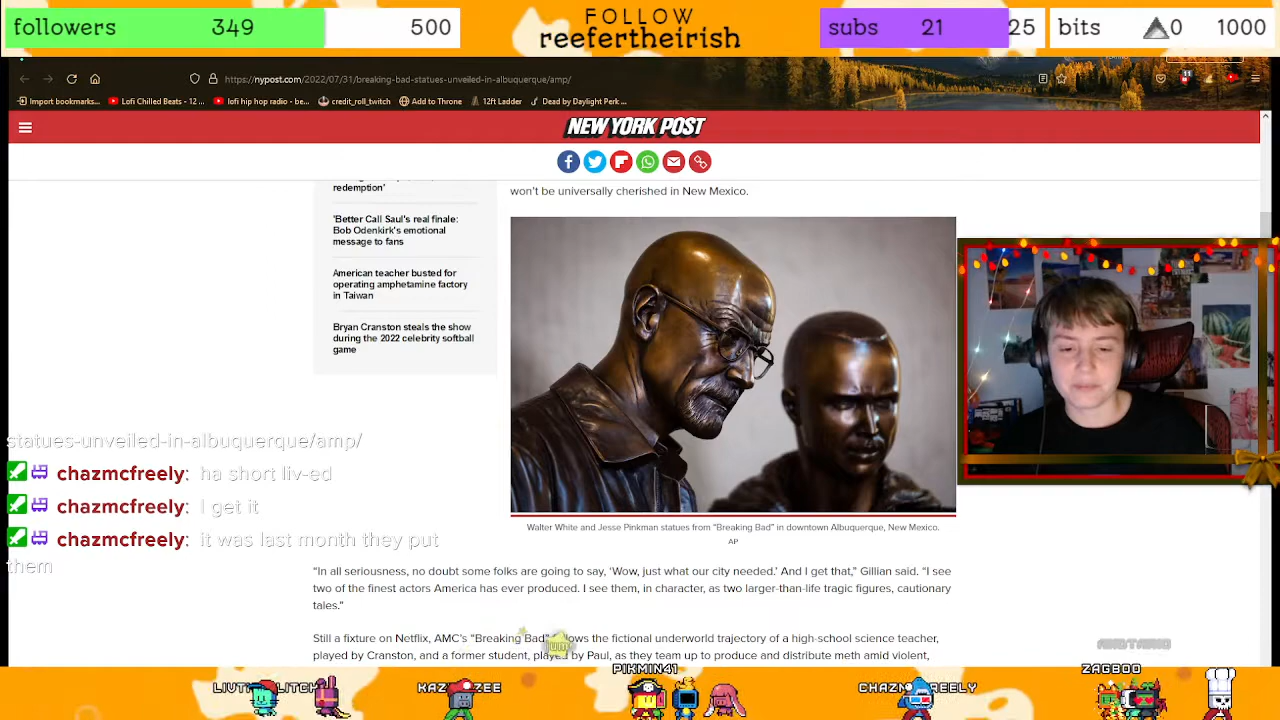 followers 349 500
FOLLOW
reefertheirish
subs 21 25
bits 0 1000
https://nypost.com/2022/07/31/breaking-bad-statues-unveiled-in-albuquerque/amp/
11
Import bookmarks... Lofi Chilled Beats - 12 ... lofi hip hop radio - be... credit_roll_twitch Add to Throne 12ft Ladder Dead by Daylight Perk ...
NEW YORK POST
redemption'
'Better Call Saul's real finale:
Bob Odenkirk's emotional
message to fans
American teacher busted for
operating amphetamine factory
in Taiwan
Bryan Cranston steals the show
during the 2022 celebrity softball
game
won't be universally cherished in New Mexico.
Walter White and Jesse Pinkman statues from "Breaking Bad" in downtown Albuquerque, New Mexico.
AP
statues-unveiled-in-albuquerque/amp/
chazmcfreely: ha short liv-ed
chazmcfreely: I get it
chazmcfreely: it was last month they put
them
"In all seriousness, no doubt some folks are going to say, 'Wow, just what our city needed.' And I get that," Gillian said. "I see
two of the finest actors America has ever produced. I see them, in character, as two larger-than-life tragic figures, cautionary
tales."
Still a fixture on Netflix, AMC's "Breaking Bad" follows the fictional underworld trajectory of a high-school science teacher,
played by Cranston, and a former student, played by Paul, as they team up to produce and distribute meth amid violent,
PIKMIN41
ZAGBOO